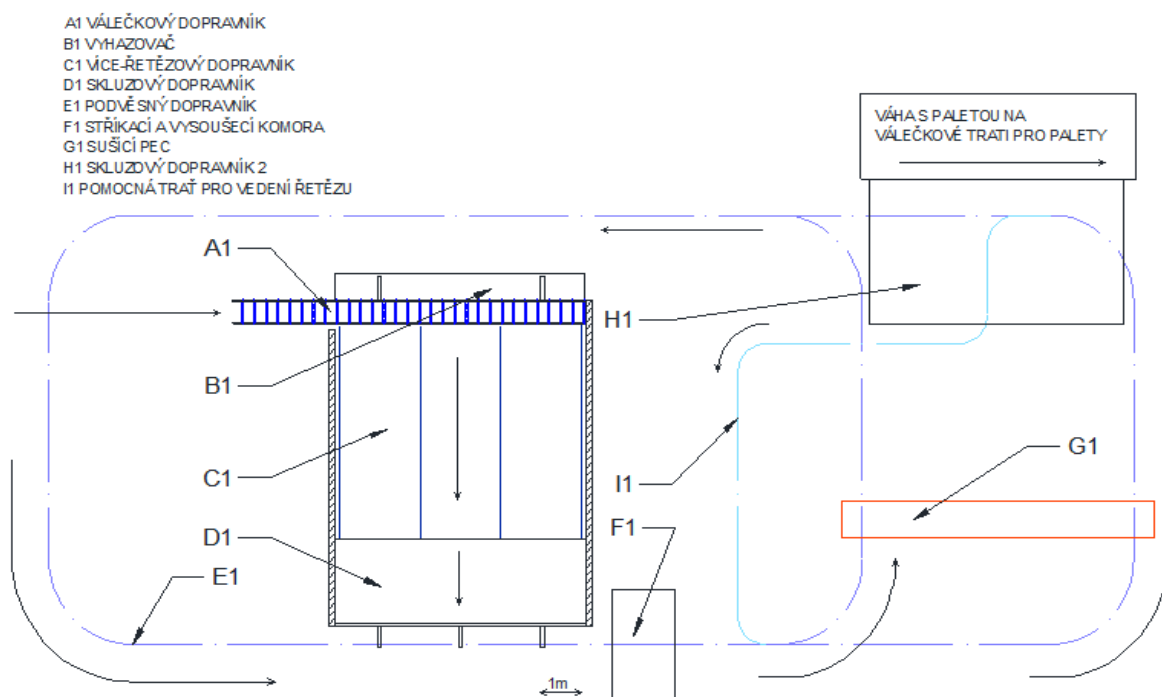 A1 VÁLEČKOVÝ DOPRAVNÍK
B1 VYHAZOVAČ
C1 VÍCE-ŘETĚZOVÝ DOPRAVNÍK
D1 SKLUZOVÝ DOPRAVNÍK
E1 PODVĚSNÝ DOPRAVNÍK
F1 STŘÍKACÍ A VYSOUŠECÍ KOMORA
G1 SUŠÍCÍ PEC
H1 SKLUZOVÝ DOPRAVNÍK 2
I1 POMOCNÁ TRAŤ PRO VEDENÍ ŘETĚZU
VÁHA S PALETOU NA
VÁLEČKOVÉ TRATI PRO PALETY
A1
H1
B1
G1
C1
I1
F1
D1
E1
1m